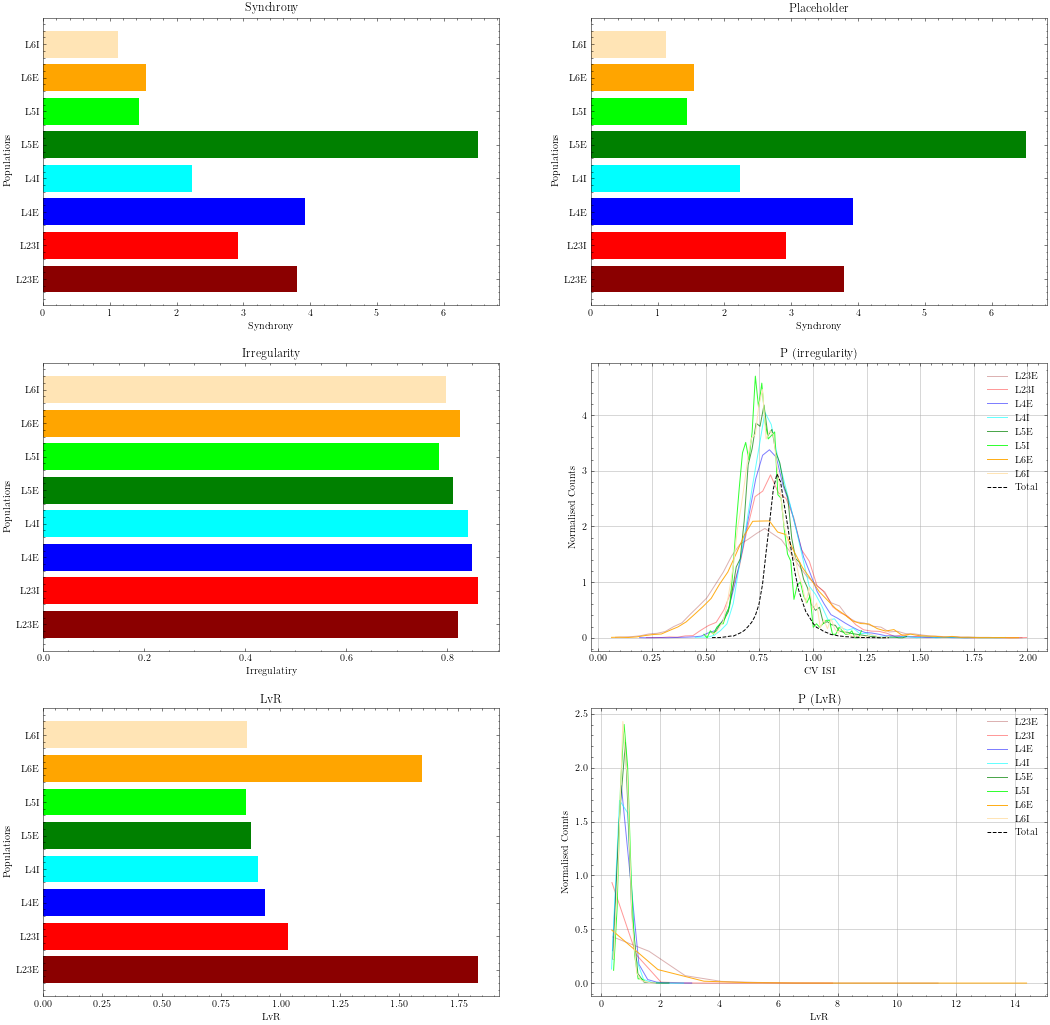 Synchrony
L6I
L6E
L5I
L5E
L4I
L4E
L23I
L23E
Populations
0 1 2 3 4 5 6
Synchrony
Placeholder
L6I
L6E
L5I
L5E
L4I
L4E
L23I
L23E
Populations
0 1 2 3 4 5 6
Synchrony
Irregularity
L6I
L6E
L5I
L5E
L4I
L4E
L23I
L23E
Populations
0.0 0.2 0.4 0.6 0.8
Irregulatiry
P (irregularity)
4
3
2
1
0
Normalised Counts
0.00 0.25 0.50 0.75 1.00 1.25 1.50 1.75 2.00
CV ISI
L23E
L23I
L4E
L4I
L5E
L5I
L6E
L6I
Total
LvR
L6I
L6E
L5I
L5E
L4I
L4E
L23I
L23E
Populations
0.00 0.25 0.50 0.75 1.00 1.25 1.50 1.75
LvR
P (LvR)
2.5
2.0
1.5
1.0
0.5
0.0
Normalised Counts
0 2 4 6 8 10 12 14
LvR
L23E
L23I
L4E
L4I
L5E
L5I
L6E
L6I
Total